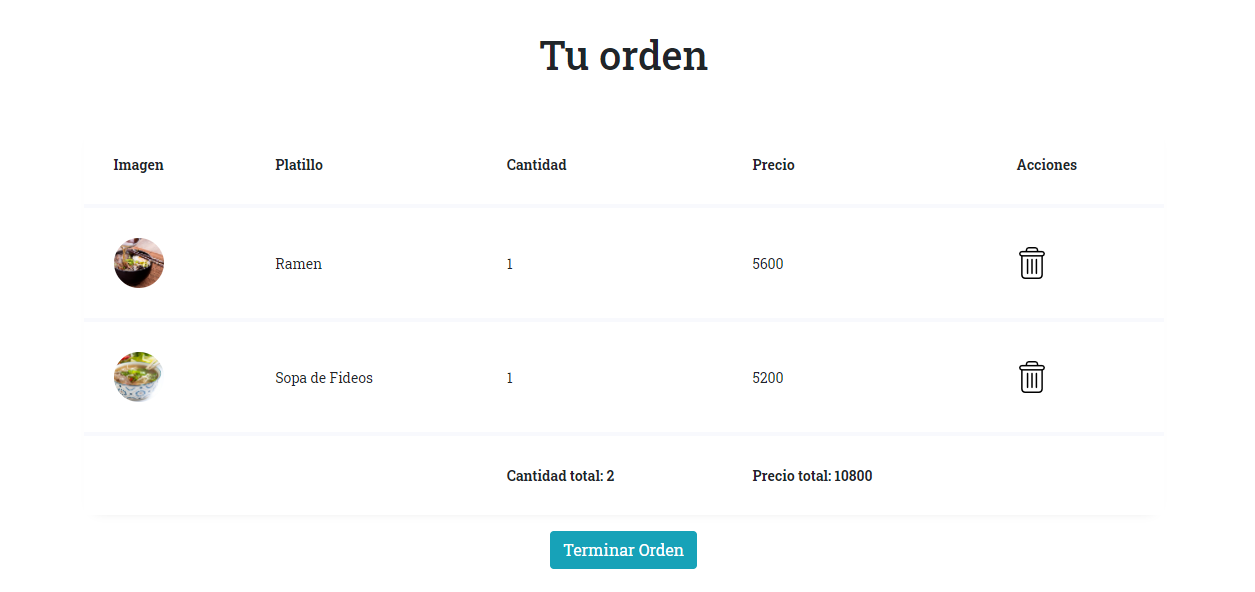 Tu orden
Imagen Platillo Cantidad Precio Acciones
Ramen 1 5600
Sopa de Fideos 1 5200
Cantidad total: 2 Precio total: 10800
Terminar Orden